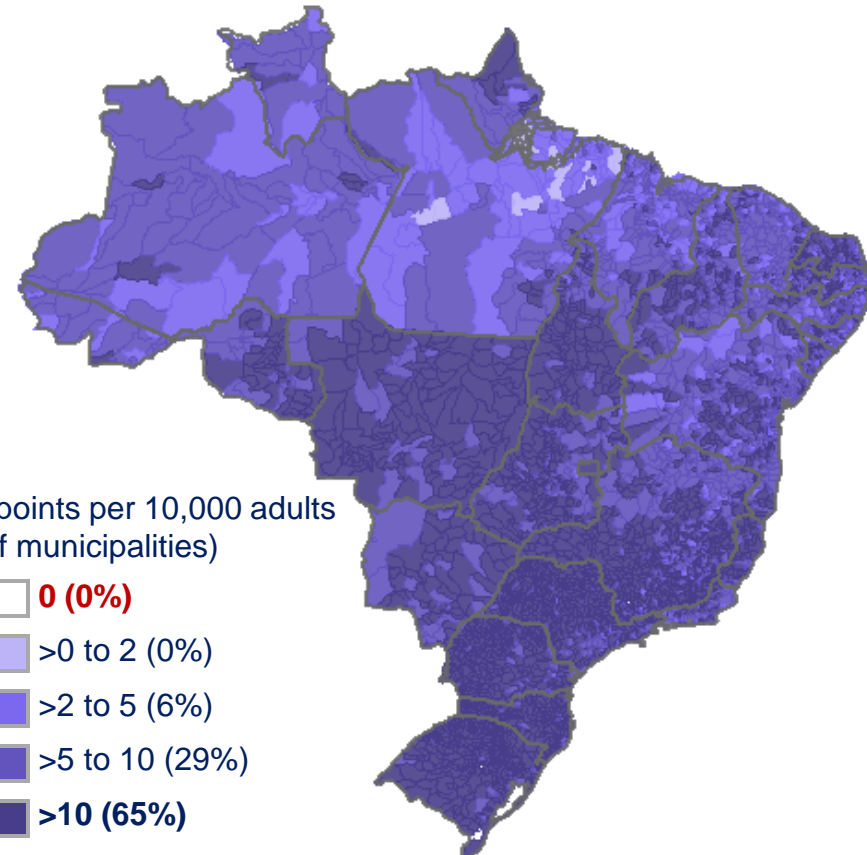 points per 10,000 adults
f municipalities)
0 (0%)
>0 to 2 (0%)
>2 to 5 (6%)
>5 to 10 (29%)
>10 (65%)